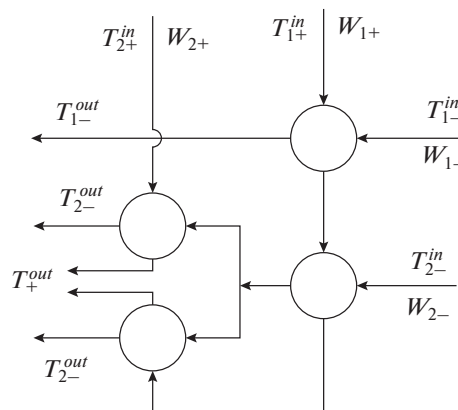 T_{2+}^{in} W_{2+} T_{1+}^{in} W_{1+}
T_{1-}^{out} T_{1-}^{in}
W_{1-}
T_{2-}^{out} T_{2-}^{in}
T_{+}^{out} W_{2-}
T_{2-}^{out}